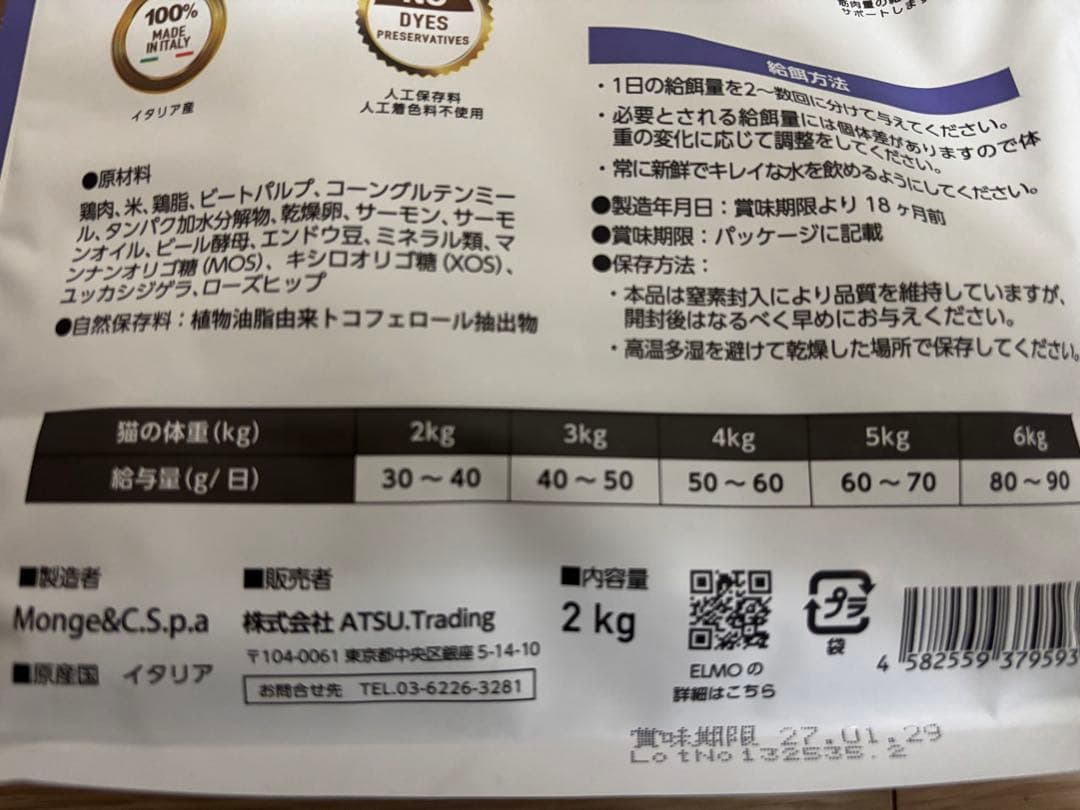 100%
MADE
IN ITALY
イタリア産
NO
DYES
PRESERVATIVES
人工保存料
人工着色料不使用
サポートします
給餌方法
・1日の給餌量を2〜数回に分けて与えてください。
・必要とされる給餌量には個体差がありますので体
重の変化に応じて調整をしてください。
・常に新鮮でキレイな水を飲めるようにしてください。
●原材料
鶏肉、米、鶏脂、ビートパルプ、コーングルテンミー
ル、タンパク加水分解物、乾燥卵、サーモン、サーモ
ンオイル、ビール酵母、エンドウ豆、ミネラル類、マ
ンナンオリゴ糖(MOS)、キシロオリゴ糖(XOS)、
ユッカシジゲラ、ローズヒップ
●自然保存料：植物油脂由来トコフェロール抽出物
●製造年月日：賞味期限より18ヶ月前
●賞味期限：パッケージに記載
●保存方法：
・本品は窒素封入により品質を維持していますが、
開封後はなるべく早めにお与えください。
・高温多湿を避けて乾燥した場所で保存してください。
猫の体重(kg) 2kg 3kg 4kg 5kg 6kg
給与量(g/日) 30〜40 40〜50 50〜60 60〜70 80〜90
■製造者
Monge&C.S.p.a
■原産国 イタリア
■販売者
株式会社 ATSU.Trading
〒104-0061 東京都中央区銀座5-14-10
お問合せ先 TEL.03-6226-3281
■内容量
2 kg
ELMOの
詳細はこちら
プラ
袋
4 582559 379593
賞味期限 27.01.29
LotNo132535.2